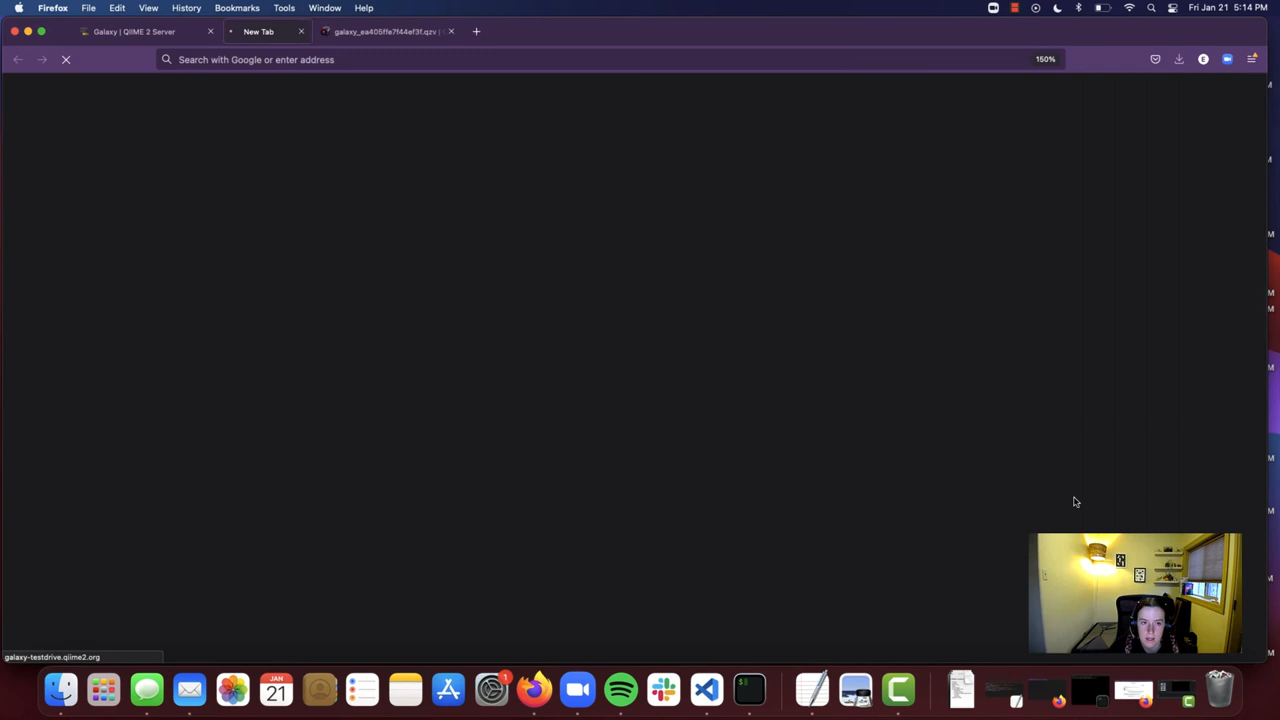 Firefox File Edit View History Bookmarks Tools Window Help Fri Jan 21 5:14 PM
Galaxy | QIIME 2 Server New Tab galaxy_ea405ffe7f44ef3f.qzv |
Search with Google or enter address 150% E
M
M
M
M
M
M
M
M
M
M
galaxy-testdrive.qiime2.org
JAN
21
1
$